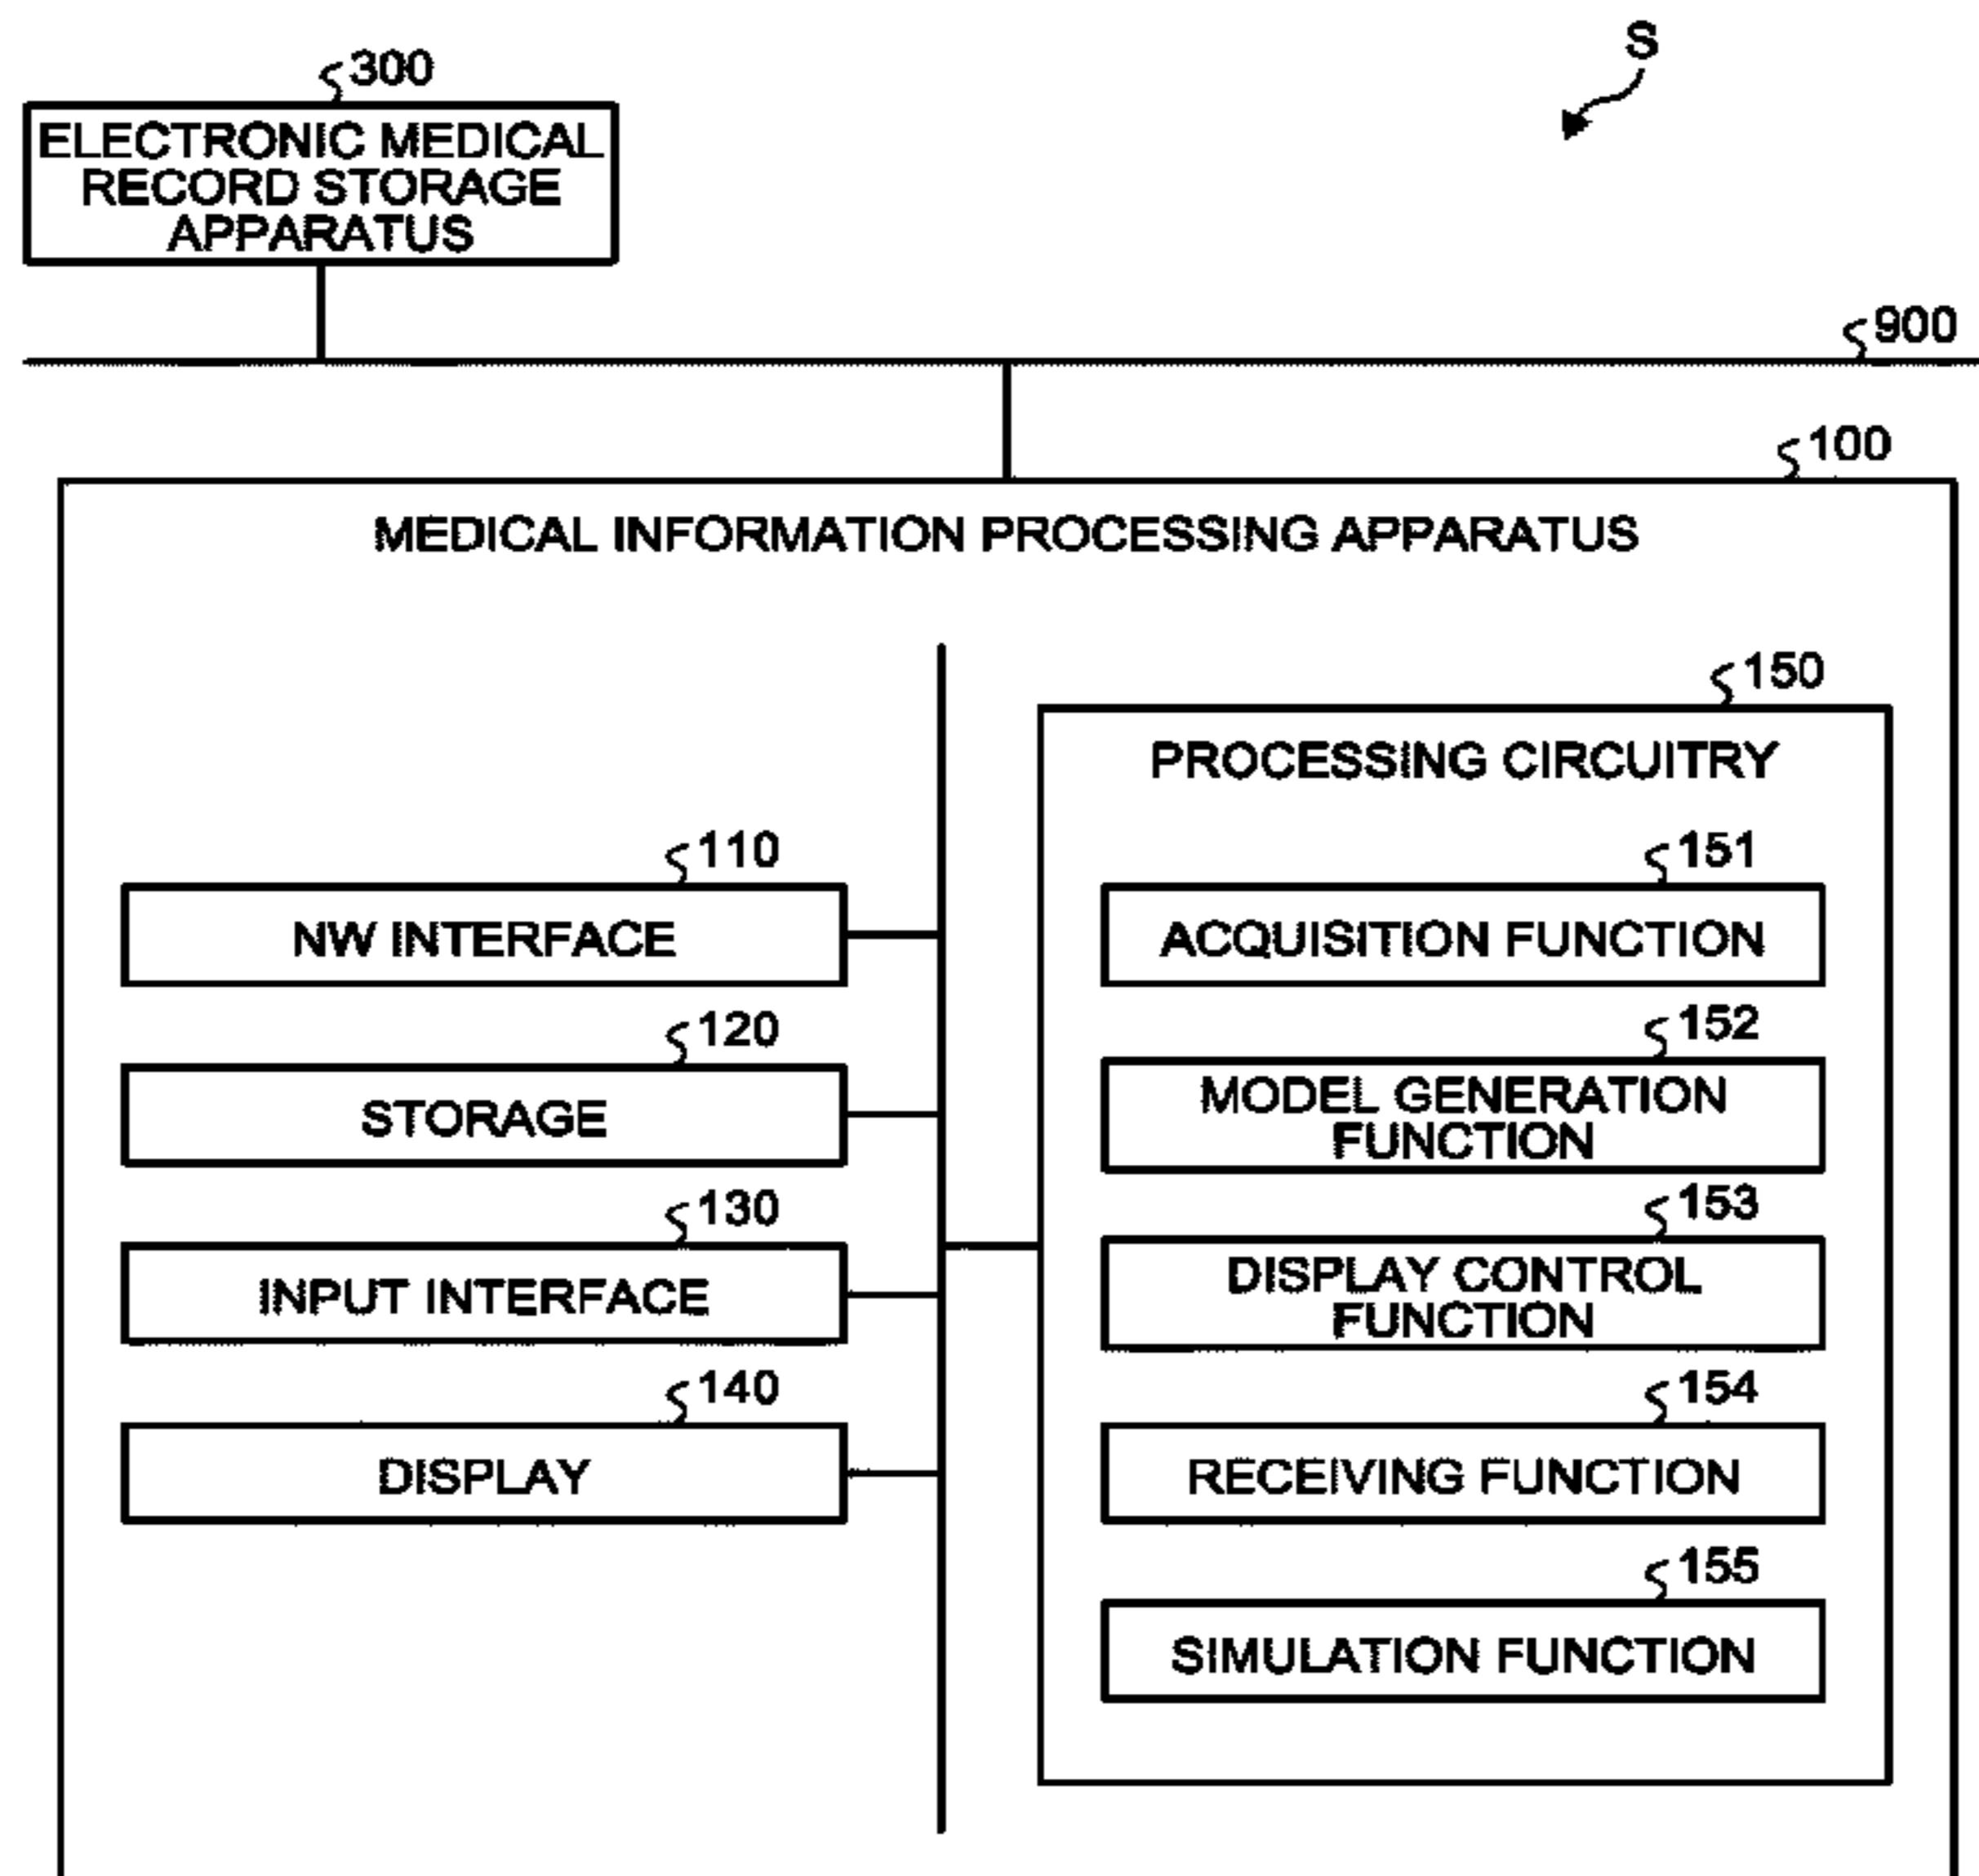 S
300
ELECTRONIC MEDICAL
RECORD STORAGE
APPARATUS
900
100
MEDICAL INFORMATION PROCESSING APPARATUS
150
PROCESSING CIRCUITRY
110
NW INTERFACE
120
STORAGE
130
INPUT INTERFACE
140
DISPLAY
151
ACQUISITION FUNCTION
152
MODEL GENERATION
FUNCTION
153
DISPLAY CONTROL
FUNCTION
154
RECEIVING FUNCTION
155
SIMULATION FUNCTION